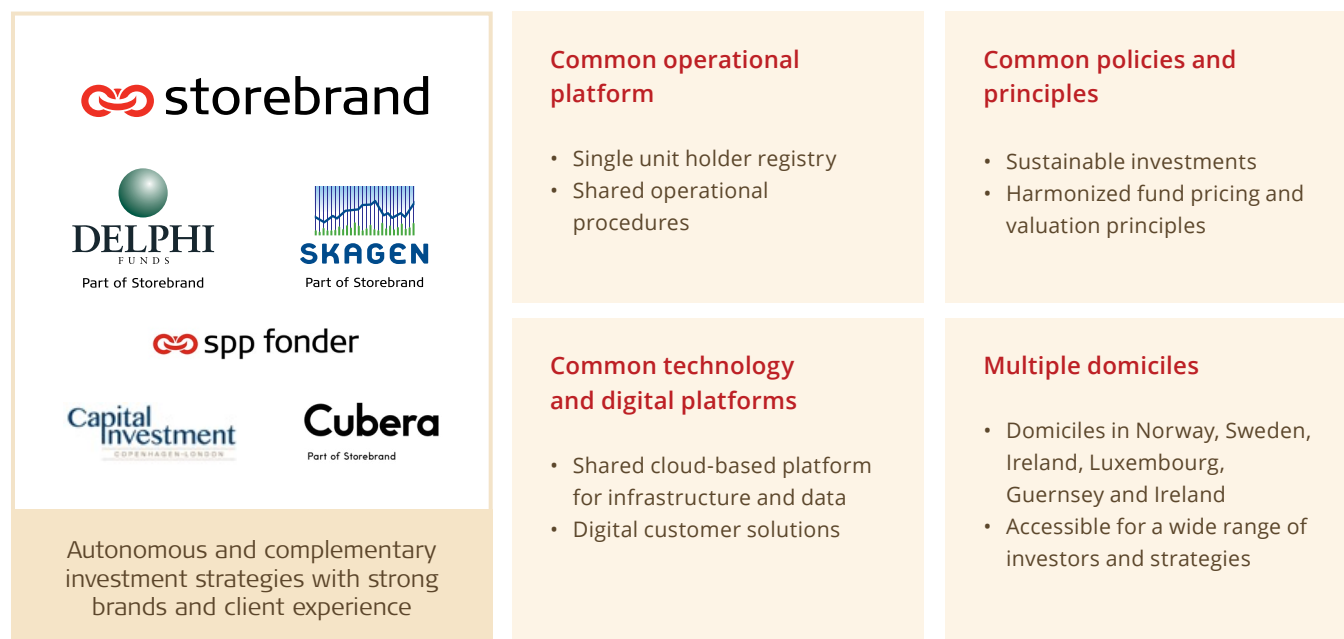 storebrand
DELPHI
FUNDS
Part of Storebrand
SKAGEN
Part of Storebrand
spp fonder
Capital
Investment
COPENHAGEN-LONDON
Cubera
Part of Storebrand
Autonomous and complementary
investment strategies with strong
brands and client experience
Common operational
platform
• Single unit holder registry
• Shared operational
procedures
Common policies and
principles
• Sustainable investments
• Harmonized fund pricing and
valuation principles
Common technology
and digital platforms
• Shared cloud-based platform
for infrastructure and data
• Digital customer solutions
Multiple domiciles
• Domiciles in Norway, Sweden,
Ireland, Luxembourg,
Guernsey and Ireland
• Accessible for a wide range of
investors and strategies